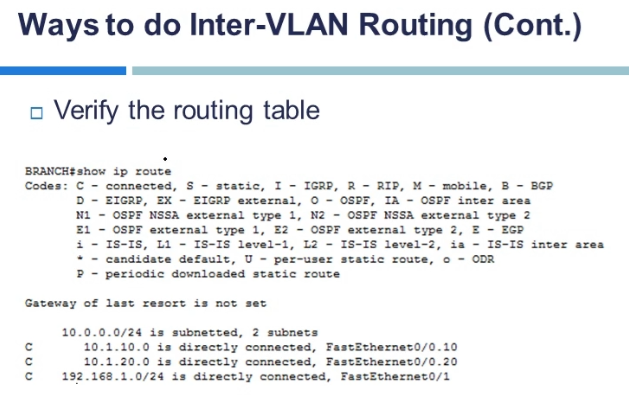 Ways to do Inter-VLAN Routing (Cont.)
Verify the routing table
BRANCH#show ip route
Codes: C - connected, S - static, I - IGRP, R - RIP, M - mobile, B - BGP
D - EIGRP, EX - EIGRP external, O - OSPF, IA - OSPF inter area
N1 - OSPF NSSA external type 1, N2 - OSPF NSSA external type 2
E1 - OSPF external type 1, E2 - OSPF external type 2, E - EGP
i - IS-IS, L1 - IS-IS level-1, L2 - IS-IS level-2, ia - IS-IS inter area
* - candidate default, U - per-user static route, o - ODR
P - periodic downloaded static route
Gateway of last resort is not set
10.0.0.0/24 is subnetted, 2 subnets
C 10.1.10.0 is directly connected, FastEthernet0/0.10
C 10.1.20.0 is directly connected, FastEthernet0/0.20
C 192.168.1.0/24 is directly connected, FastEthernet0/1